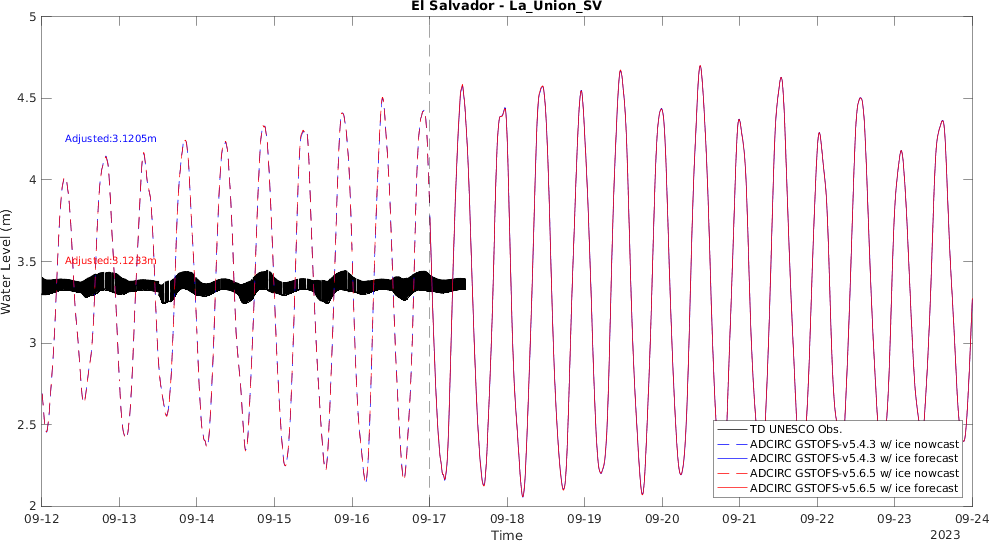 El Salvador - La_Union_SV
5
4.5
4
3.5
3
2.5
2
Water Level (m)
Adjusted:3.1205m
Adjusted:3.1233m
TD UNESCO Obs.
ADCIRC GSTOFS-v5.4.3 w/ ice nowcast
ADCIRC GSTOFS-v5.4.3 w/ ice forecast
ADCIRC GSTOFS-v5.6.5 w/ ice nowcast
ADCIRC GSTOFS-v5.6.5 w/ ice forecast
09-12 09-13 09-14 09-15 09-16 09-17 09-18 09-19 09-20 09-21 09-22 09-23 09-24
Time
2023